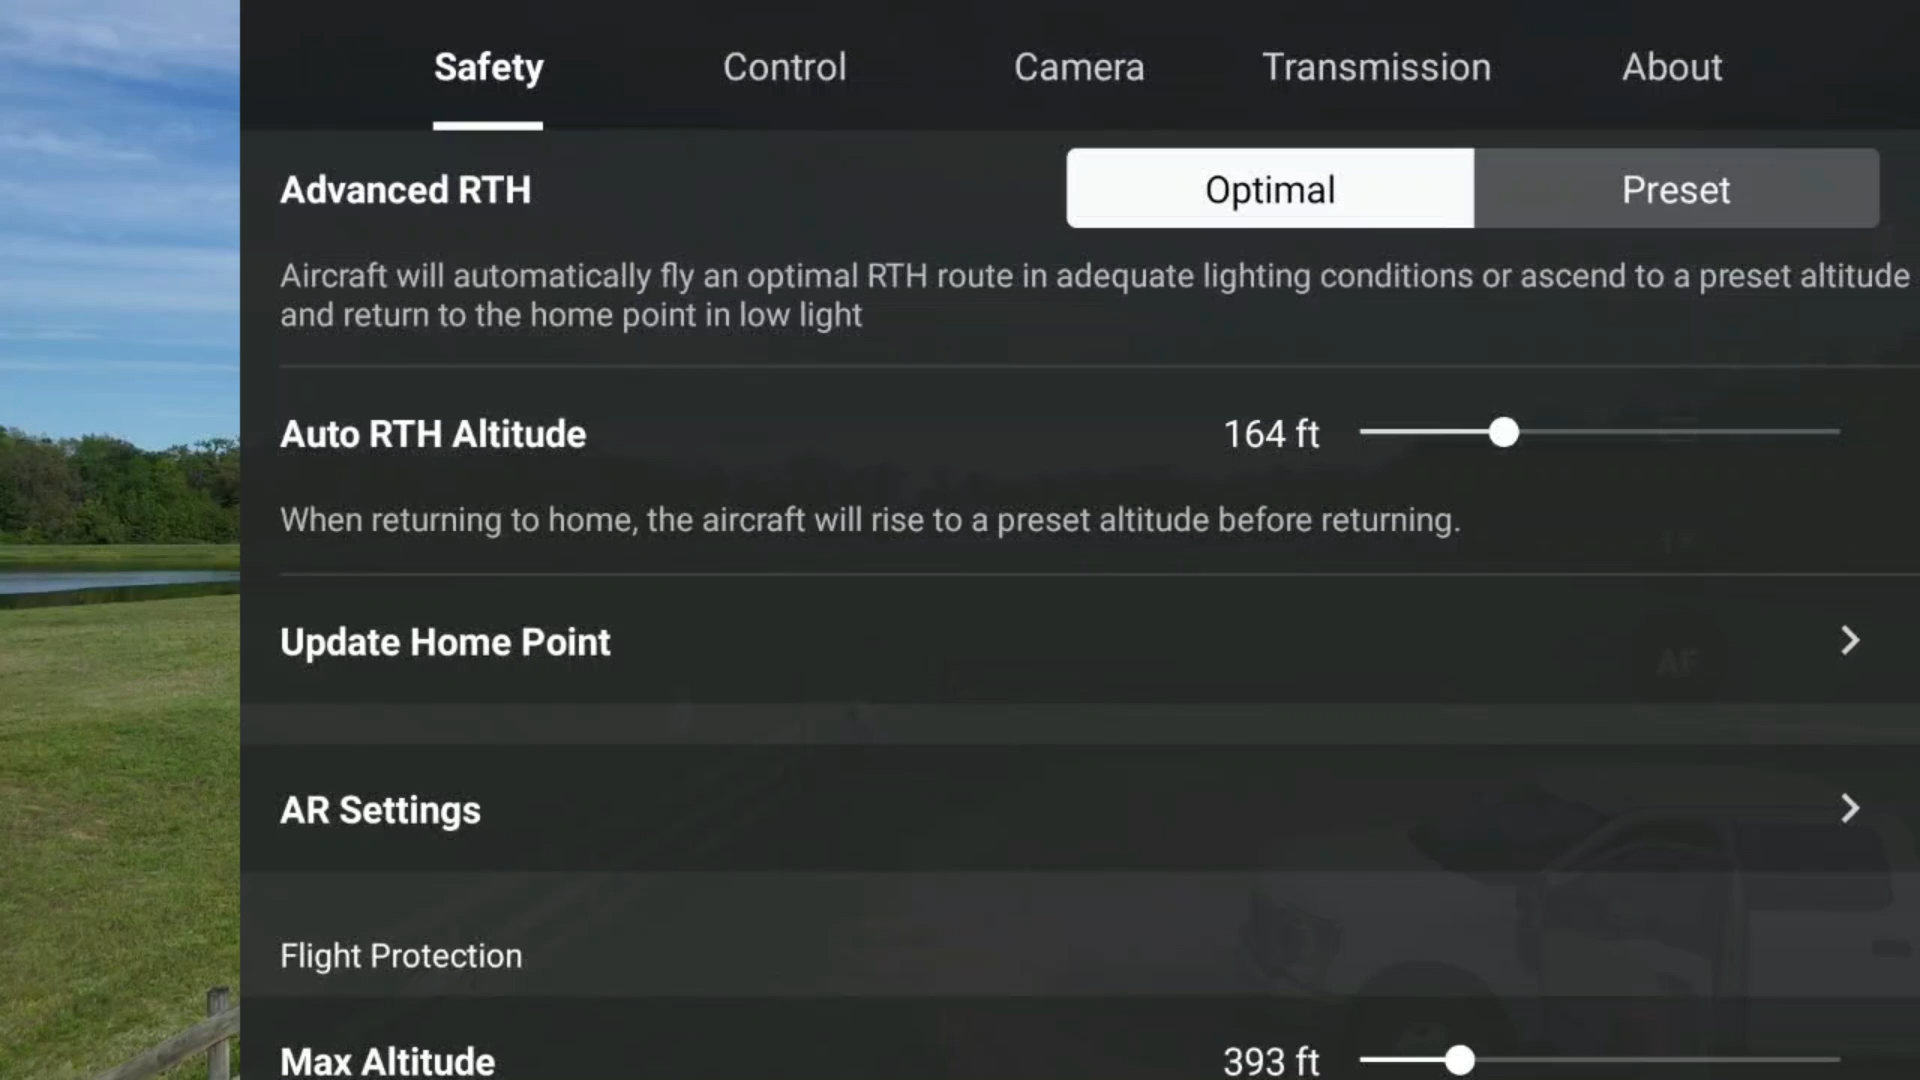 Safety Control Camera Transmission About
Advanced RTH Optimal Preset
Aircraft will automatically fly an optimal RTH route in adequate lighting conditions or ascend to a preset altitude
and return to the home point in low light
Auto RTH Altitude 164 ft
When returning to home, the aircraft will rise to a preset altitude before returning.
Update Home Point
AF
AR Settings
Flight Protection
Max Altitude 393 ft